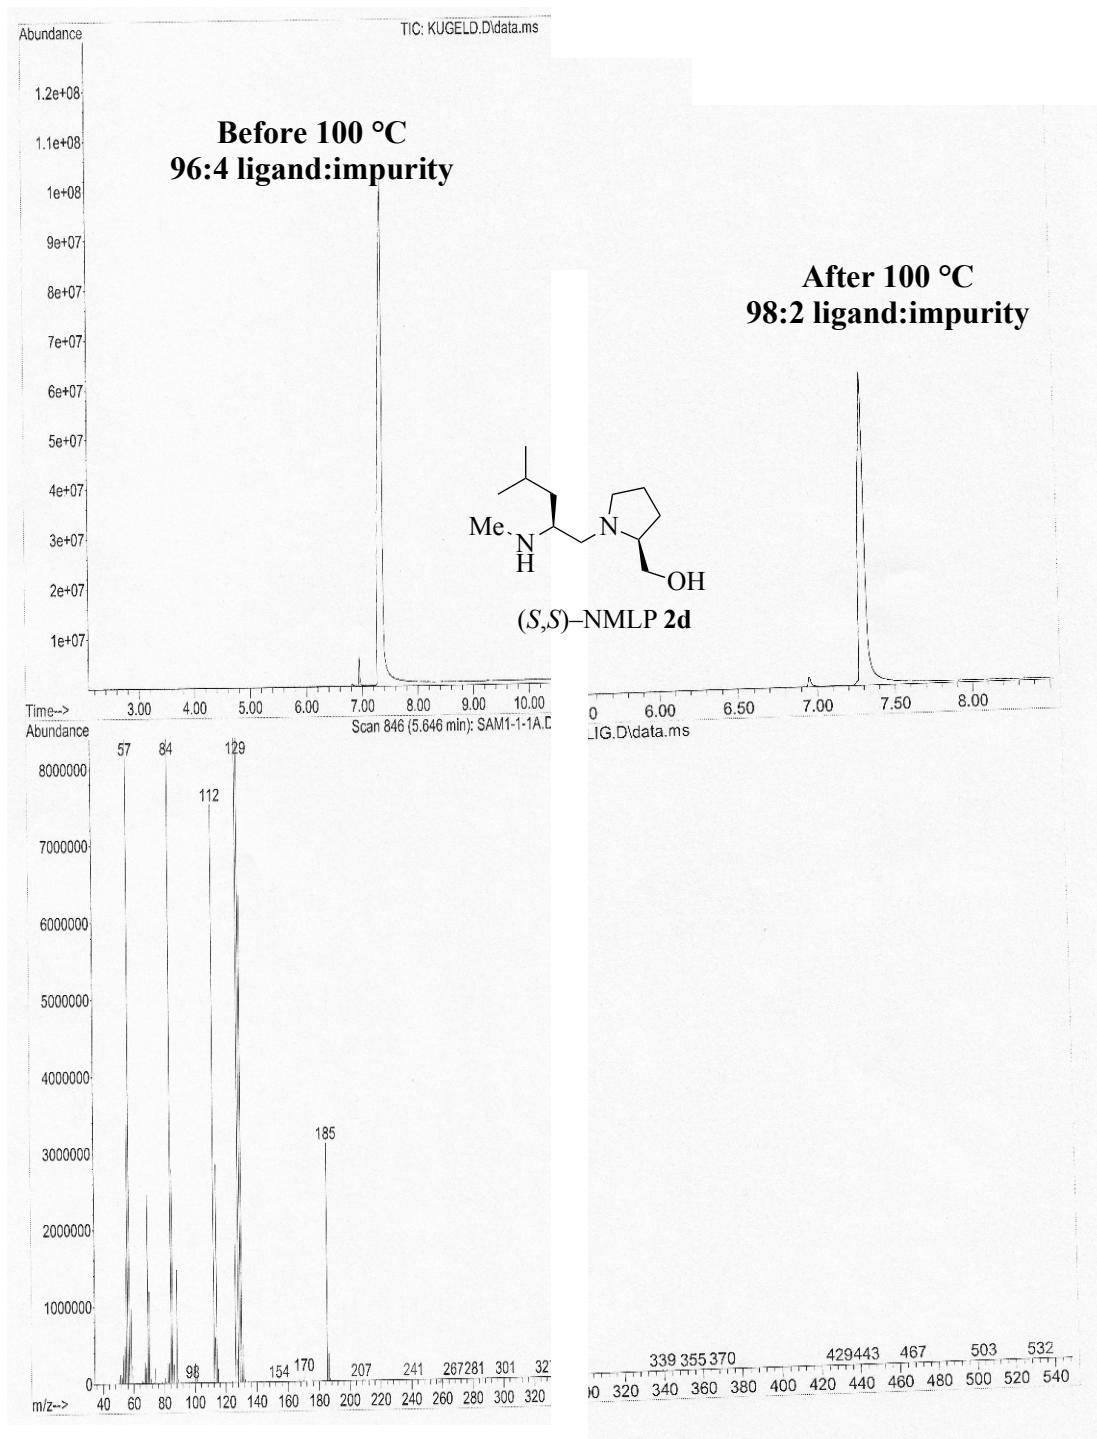 Abundance
TIC: KUGELD.D\data.ms
1.2e+08
1.1e+08
1e+08
9e+07
8e+07
7e+07
6e+07
5e+07
4e+07
3e+07
2e+07
1e+07
Before 100 °C
96:4 ligand:impurity
After 100 °C
98:2 ligand:impurity
Me
N
H
N
OH
(S,S)–NMLP 2d
Time-->
3.00 4.00 5.00 6.00 7.00 8.00 9.00 10.00
0 6.00 6.50 7.00 7.50 8.00
Abundance
Scan 846 (5.646 min): SAM1-1-1A.D
LIG.D\data.ms
8000000
7000000
6000000
5000000
4000000
3000000
2000000
1000000
0
57 84 129
112
185
98 154 170 207 241 267 281 301 327
339 355 370 429 443 467 503 532
m/z-->
40 60 80 100 120 140 160 180 200 220 240 260 280 300 320
00 320 340 360 380 400 420 440 460 480 500 520 540